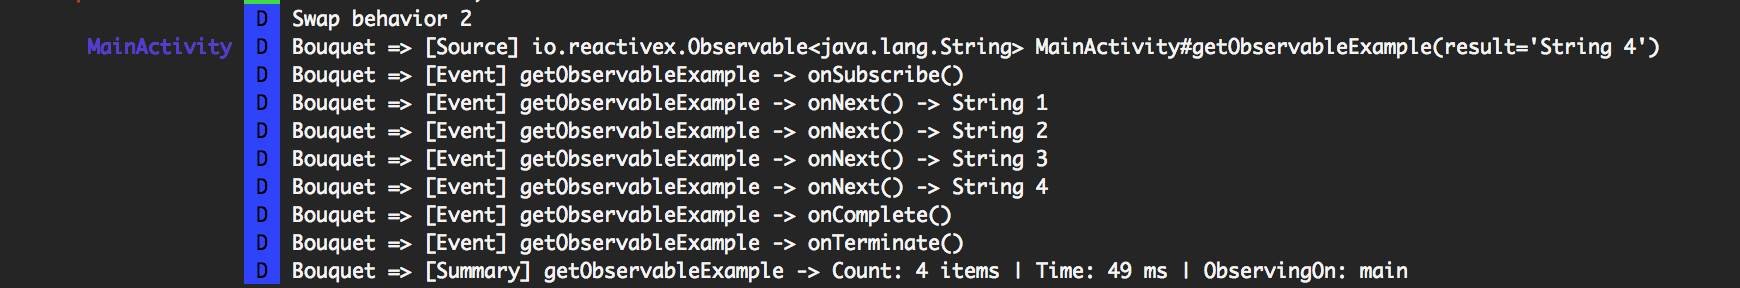 D Swap behavior 2
MainActivity D Bouquet => [Source] io.reactivex.Observable<java.lang.String> MainActivity#getObservableExample(result='String 4')
D Bouquet => [Event] getObservableExample -> onSubscribe()
D Bouquet => [Event] getObservableExample -> onNext() -> String 1
D Bouquet => [Event] getObservableExample -> onNext() -> String 2
D Bouquet => [Event] getObservableExample -> onNext() -> String 3
D Bouquet => [Event] getObservableExample -> onNext() -> String 4
D Bouquet => [Event] getObservableExample -> onComplete()
D Bouquet => [Event] getObservableExample -> onTerminate()
D Bouquet => [Summary] getObservableExample -> Count: 4 items | Time: 49 ms | ObservingOn: main